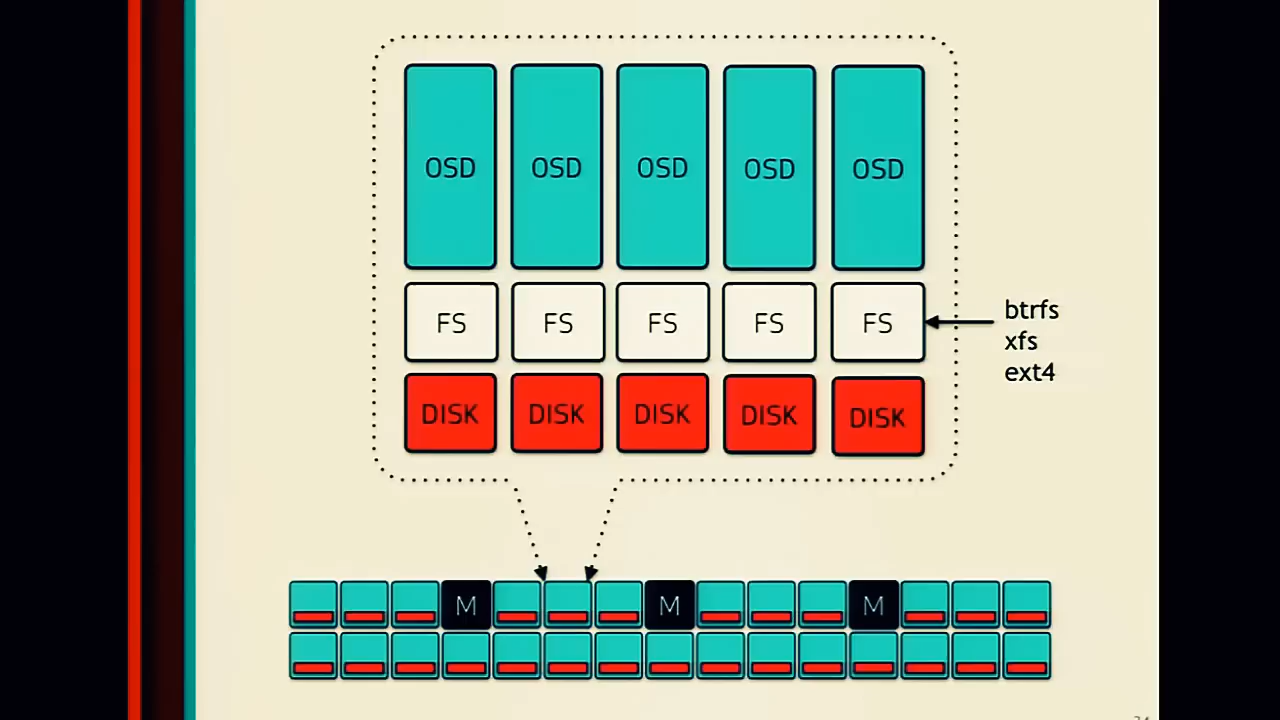 OSD OSD OSD OSD OSD
FS FS FS FS FS
btrfs
xfs
ext4
DISK DISK DISK DISK DISK
M M M